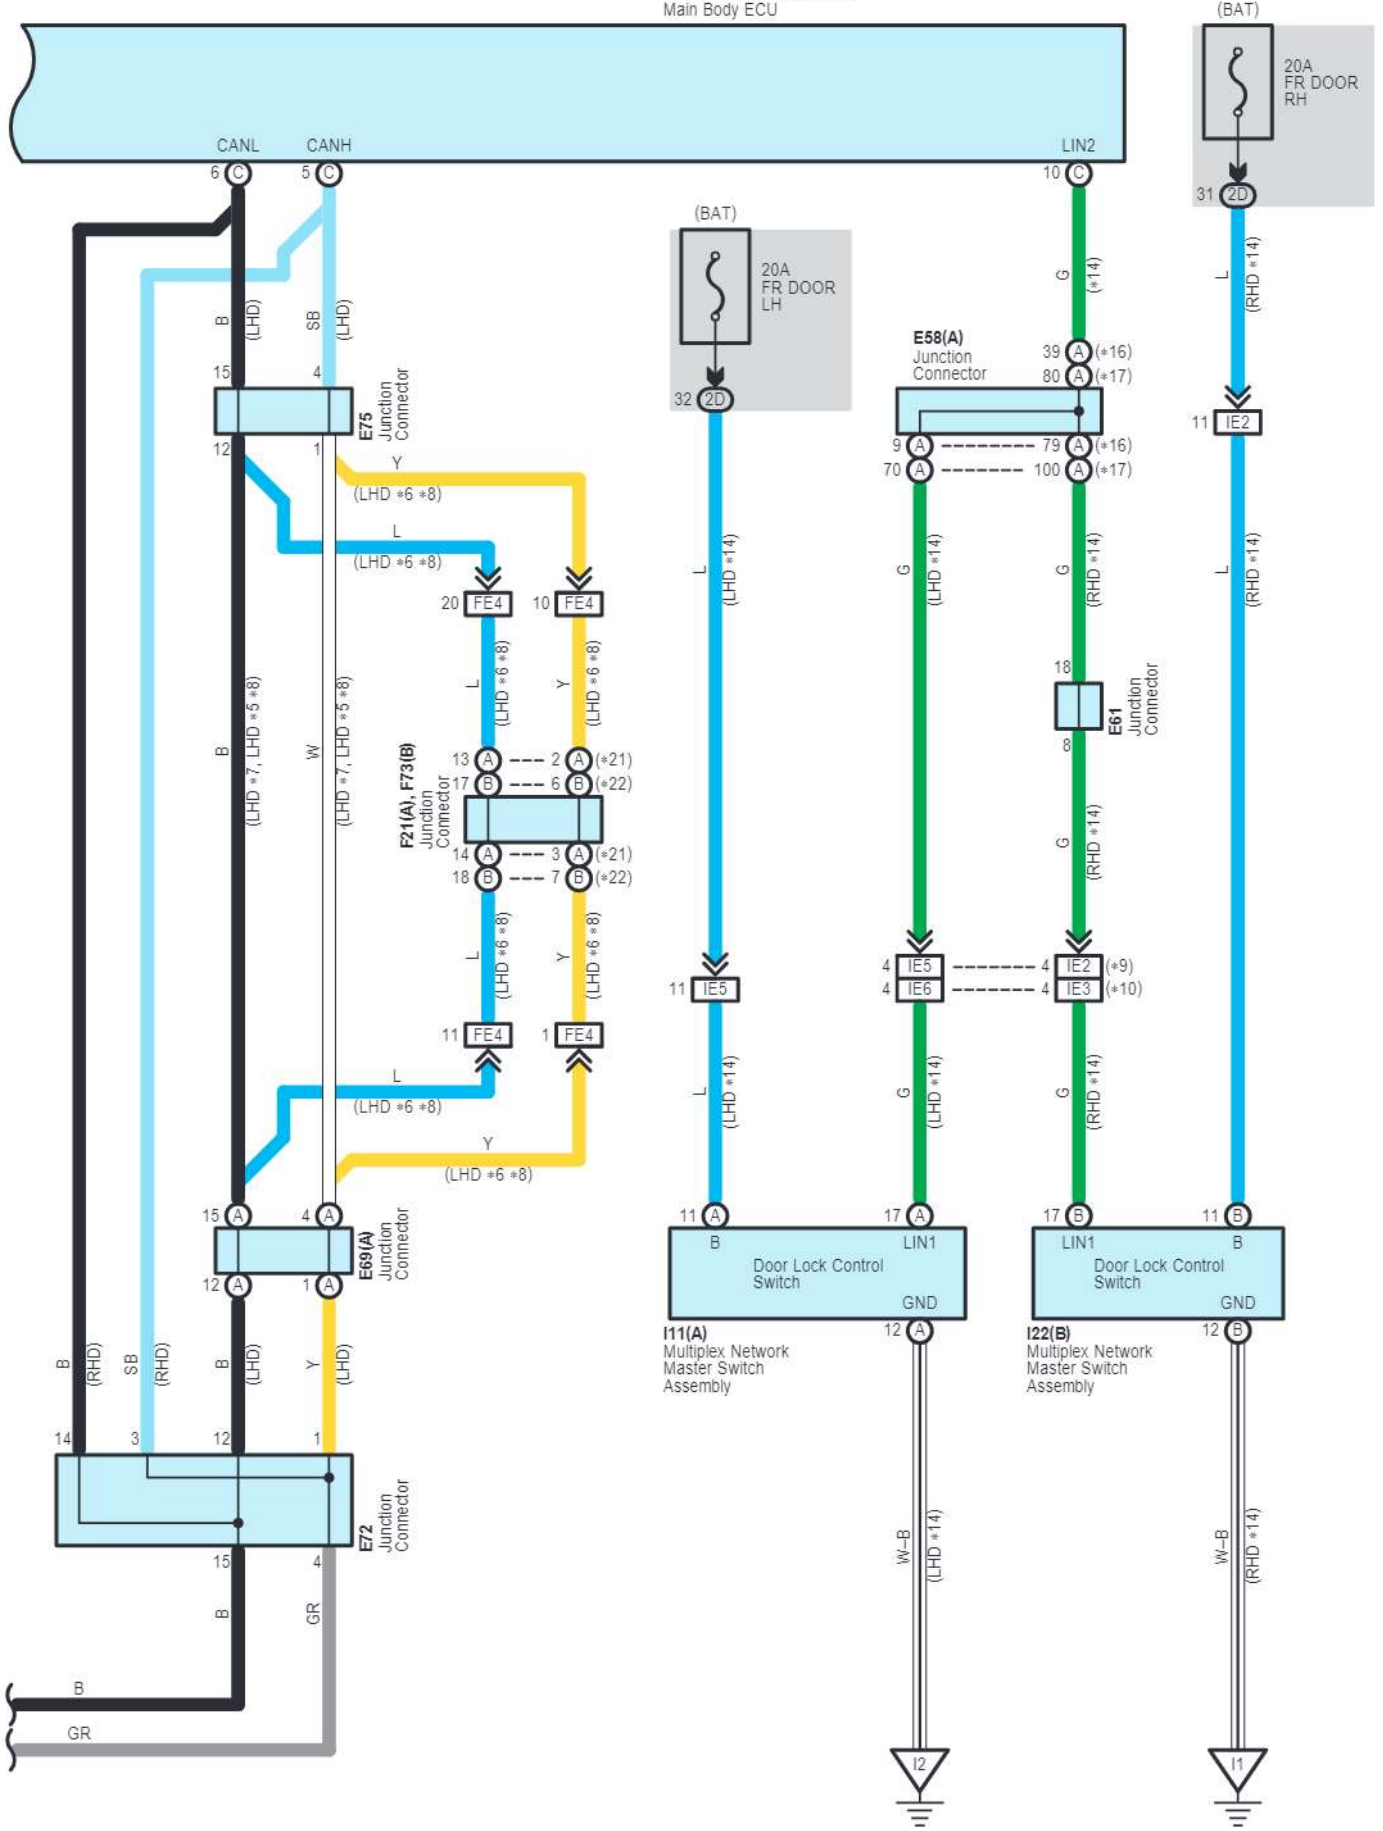 Main Body ECU
(BAT)
20A
FR DOOR
RH
CANL
CANH
LIN2
6 C
5 C
10 C
31 2D
(BAT)
20A
FR DOOR
LH
G
(*14)
L
(RHD *14)
B
(LHD)
SB
(LHD)
E58(A)
Junction
Connector
39 A (*16)
80 A (*17)
15
4
32 2D
11 IE2
E75
Junction
Connector
12
1
9 A
79 A (*16)
70 A
100 A (*17)
Y
(LHD *6 *8)
L
(LHD *6 *8)
L
(LHD *14)
G
(LHD *14)
G
(RHD *14)
L
(RHD *14)
20 FE4
10 FE4
L
(LHD *6 *8)
Y
(LHD *6 *8)
18
E61
Junction
Connector
8
B
(LHD *7, LHD *5 *8)
W
(LHD *7, LHD *5 *8)
F21(A), F73(B)
Junction
Connector
13 A
2 A (*21)
17 B
6 B (*22)
14 A
3 A (*21)
18 B
7 B (*22)
G
(RHD *14)
L
(LHD *6 *8)
Y
(LHD *6 *8)
4 IE5
4 IE2 (*9)
11 IE5
4 IE6
4 IE3 (*10)
11 FE4
1 FE4
L
(LHD *6 *8)
L
(LHD *14)
G
(LHD *14)
G
(RHD *14)
Y
(LHD *6 *8)
15 A
4 A
11 A
17 A
17 B
11 B
E69(A)
Junction
Connector
B
LIN1
Door Lock Control
Switch
GND
LIN1
B
Door Lock Control
Switch
GND
12 A
1 A
I11(A)
Multiplex Network
Master Switch
Assembly
12 A
I22(B)
Multiplex Network
Master Switch
Assembly
12 B
B
(RHD)
SB
(RHD)
B
(LHD)
Y
(LHD)
14
3
12
1
E72
Junction
Connector
15
4
W–B
(LHD *14)
W–B
(RHD *14)
B
GR
B
GR
I2
I1